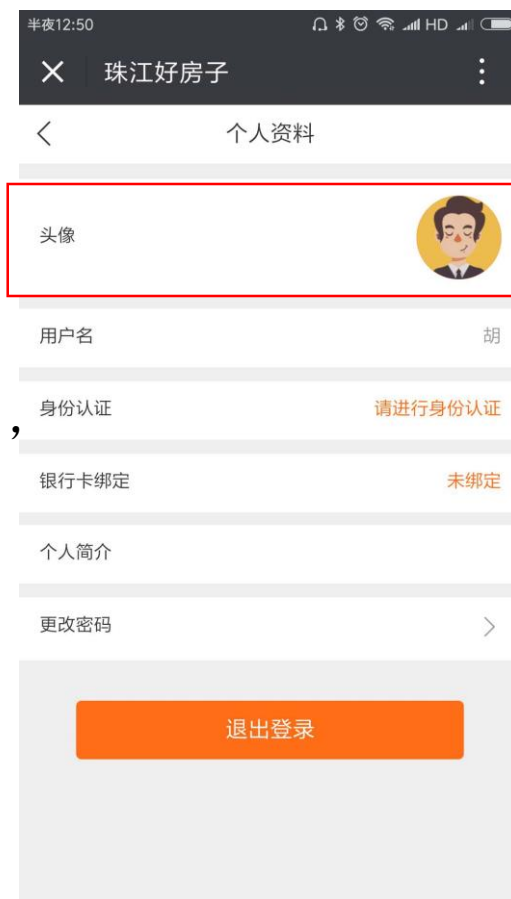 半夜12:50 HD
珠江好房子
个人资料
头像
用户名 胡
身份认证 请进行身份认证
，
银行卡绑定 未绑定
个人简介
更改密码
退出登录